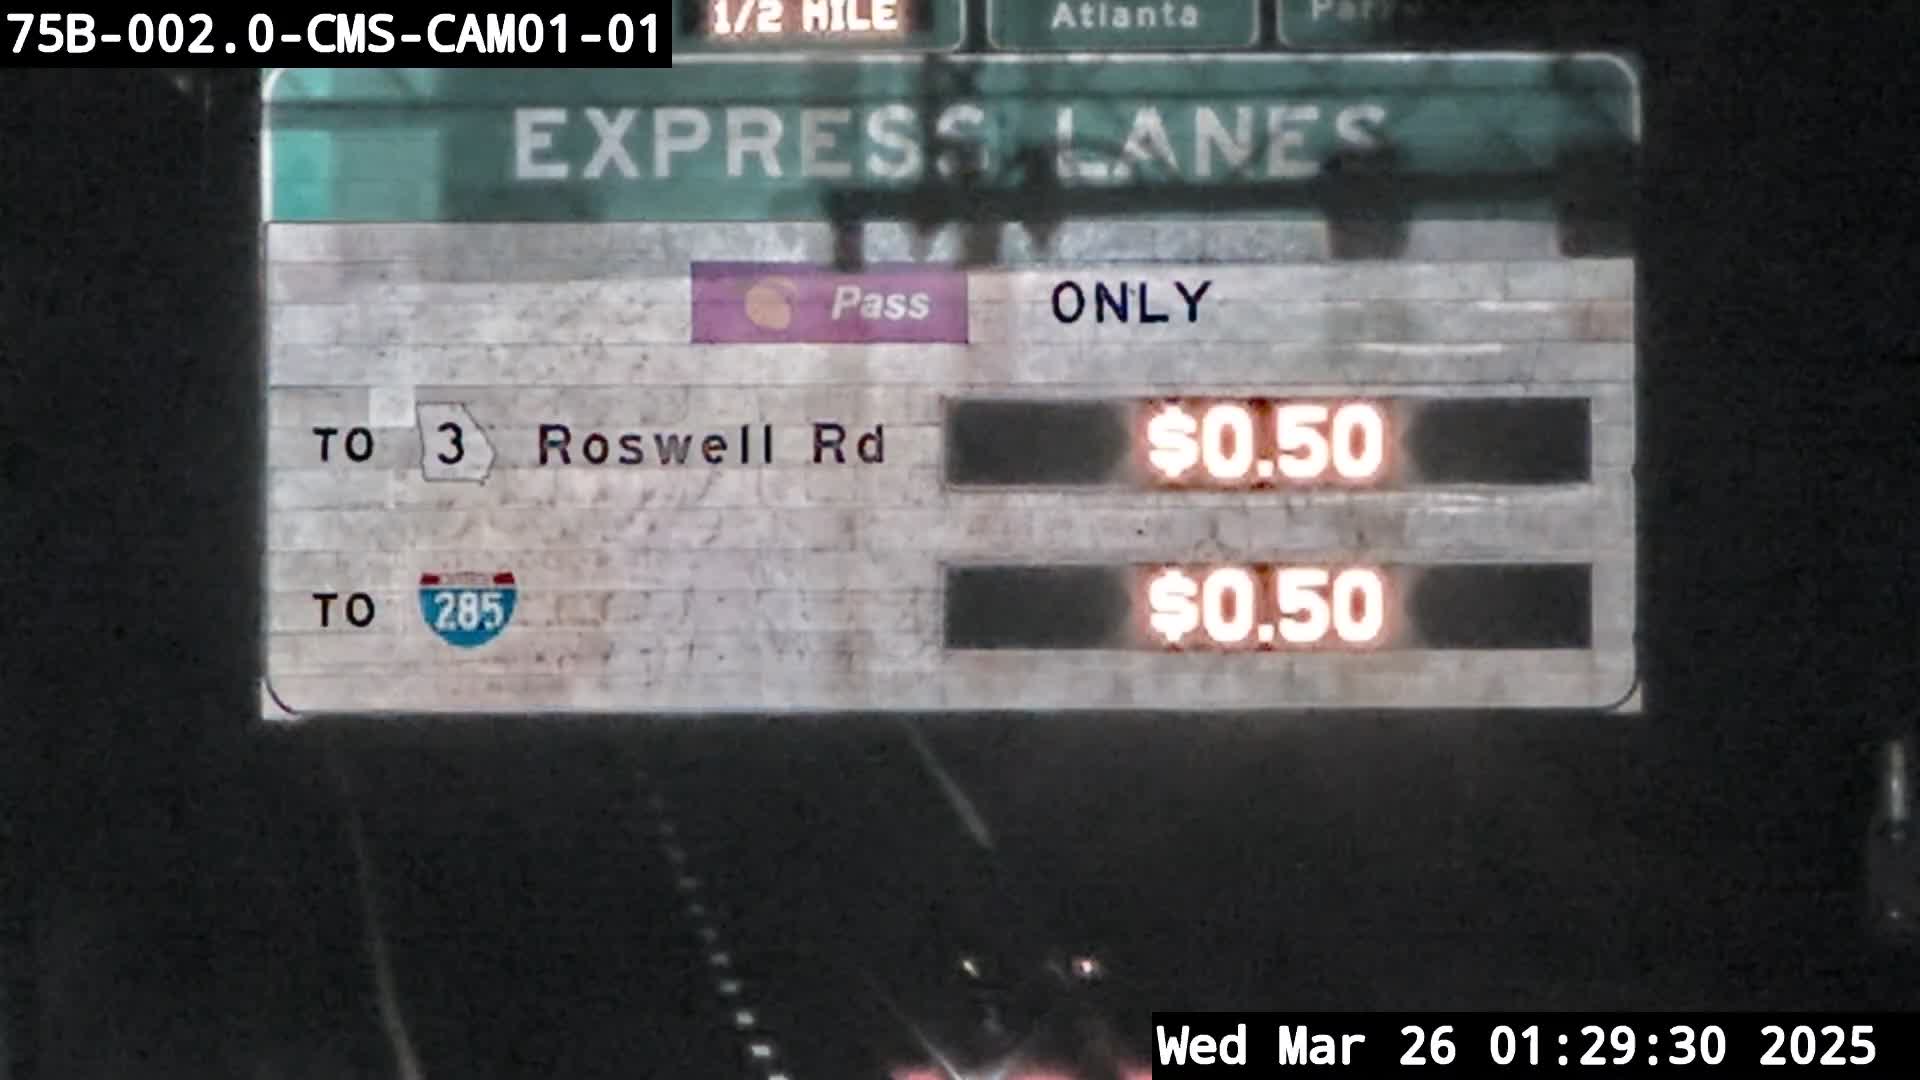 75B-002.0-CMS-CAM01-01
1/2 MILE
Atlanta
EXPRESS LANES
Pass ONLY
TO 3 Roswell Rd $0.50
TO 285 $0.50
Wed Mar 26 01:29:30 2025